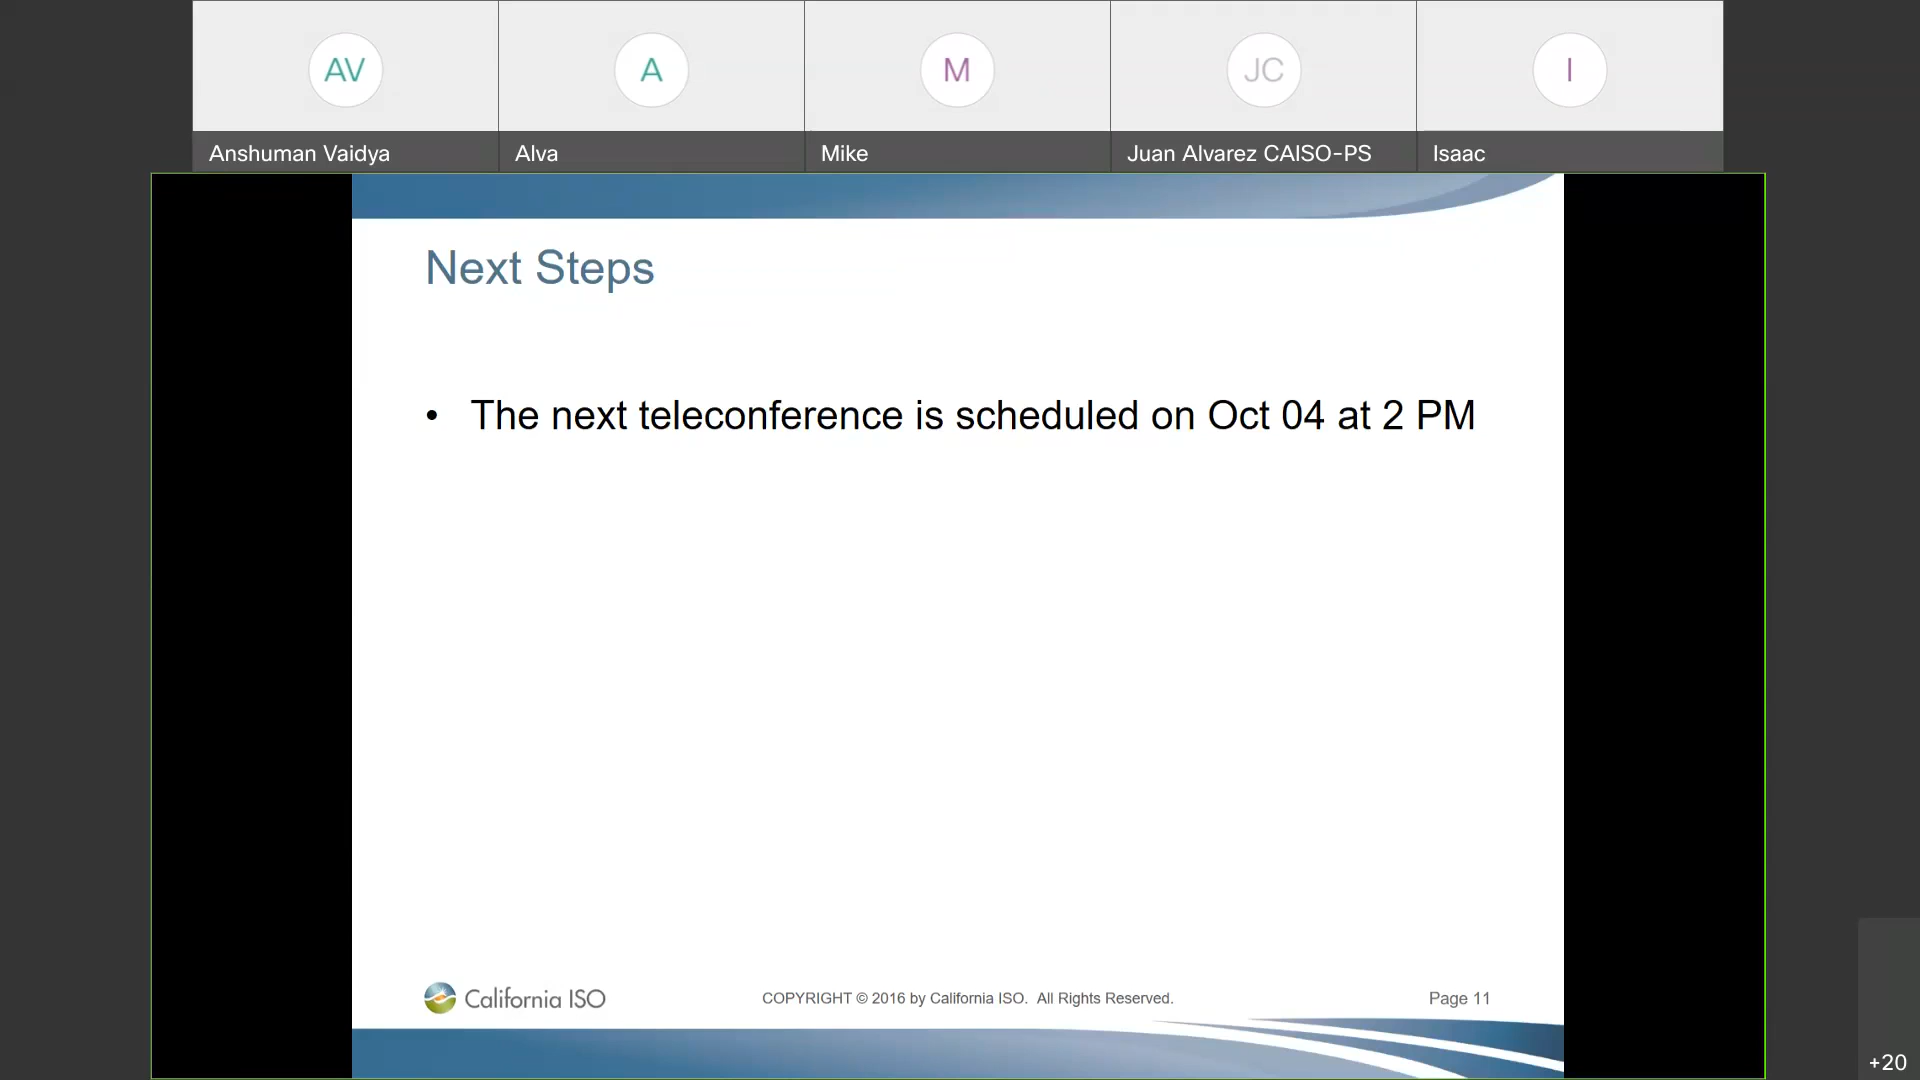 AV
A
M
JC
I
Anshuman Vaidya
Alva
Mike
Juan Alvarez CAISO-PS
Isaac
Next Steps
• The next teleconference is scheduled on Oct 04 at 2 PM
California ISO
COPYRIGHT © 2016 by California ISO. All Rights Reserved.
Page 11
+20